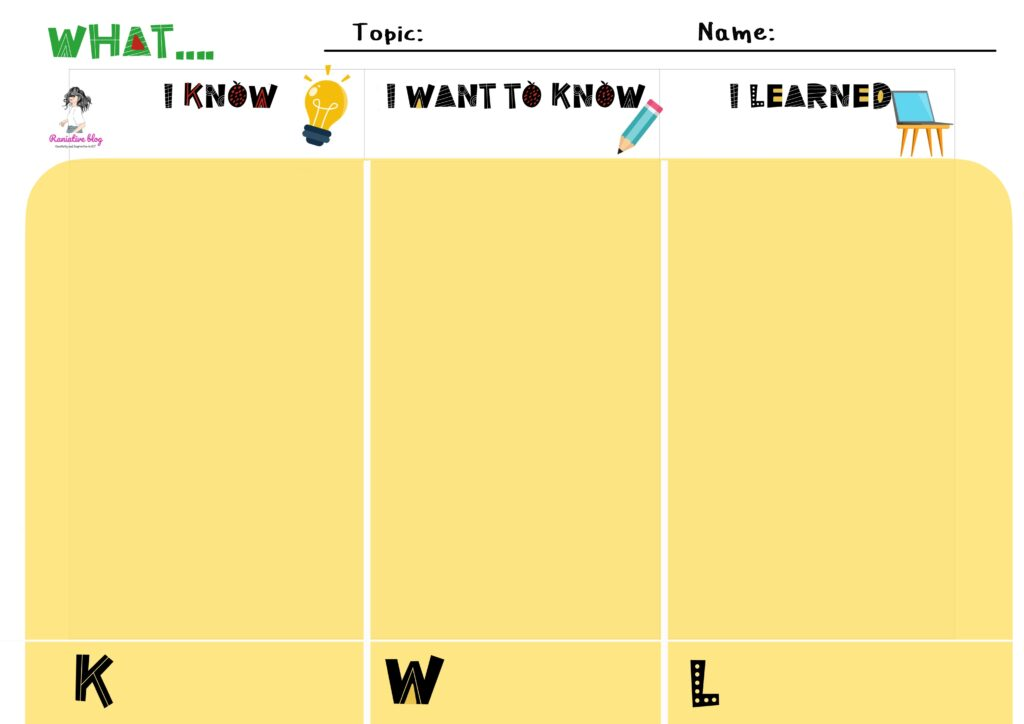 WHAT....
Topic:
Name:
I KNOW
I WANT TO KNOW
I LEARNED
Raniative blog
K
W
L